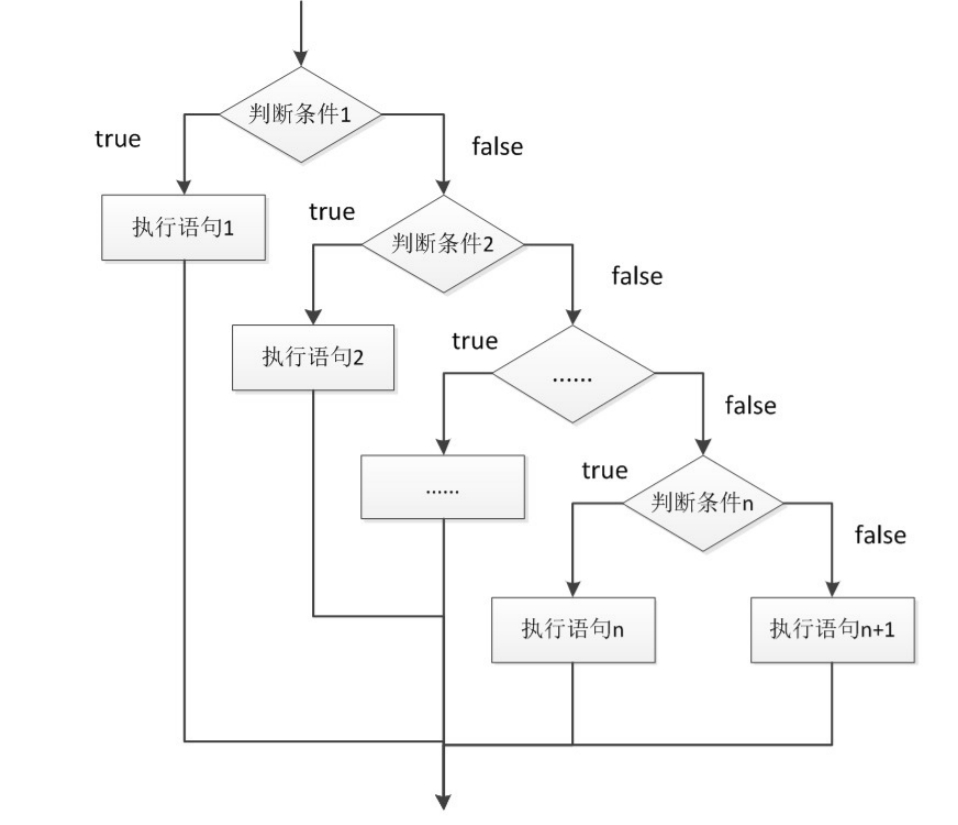 判断条件1
true
false
执行语句1
true
判断条件2
false
执行语句2
true
......
false
......
true
判断条件n
false
执行语句n
执行语句n+1